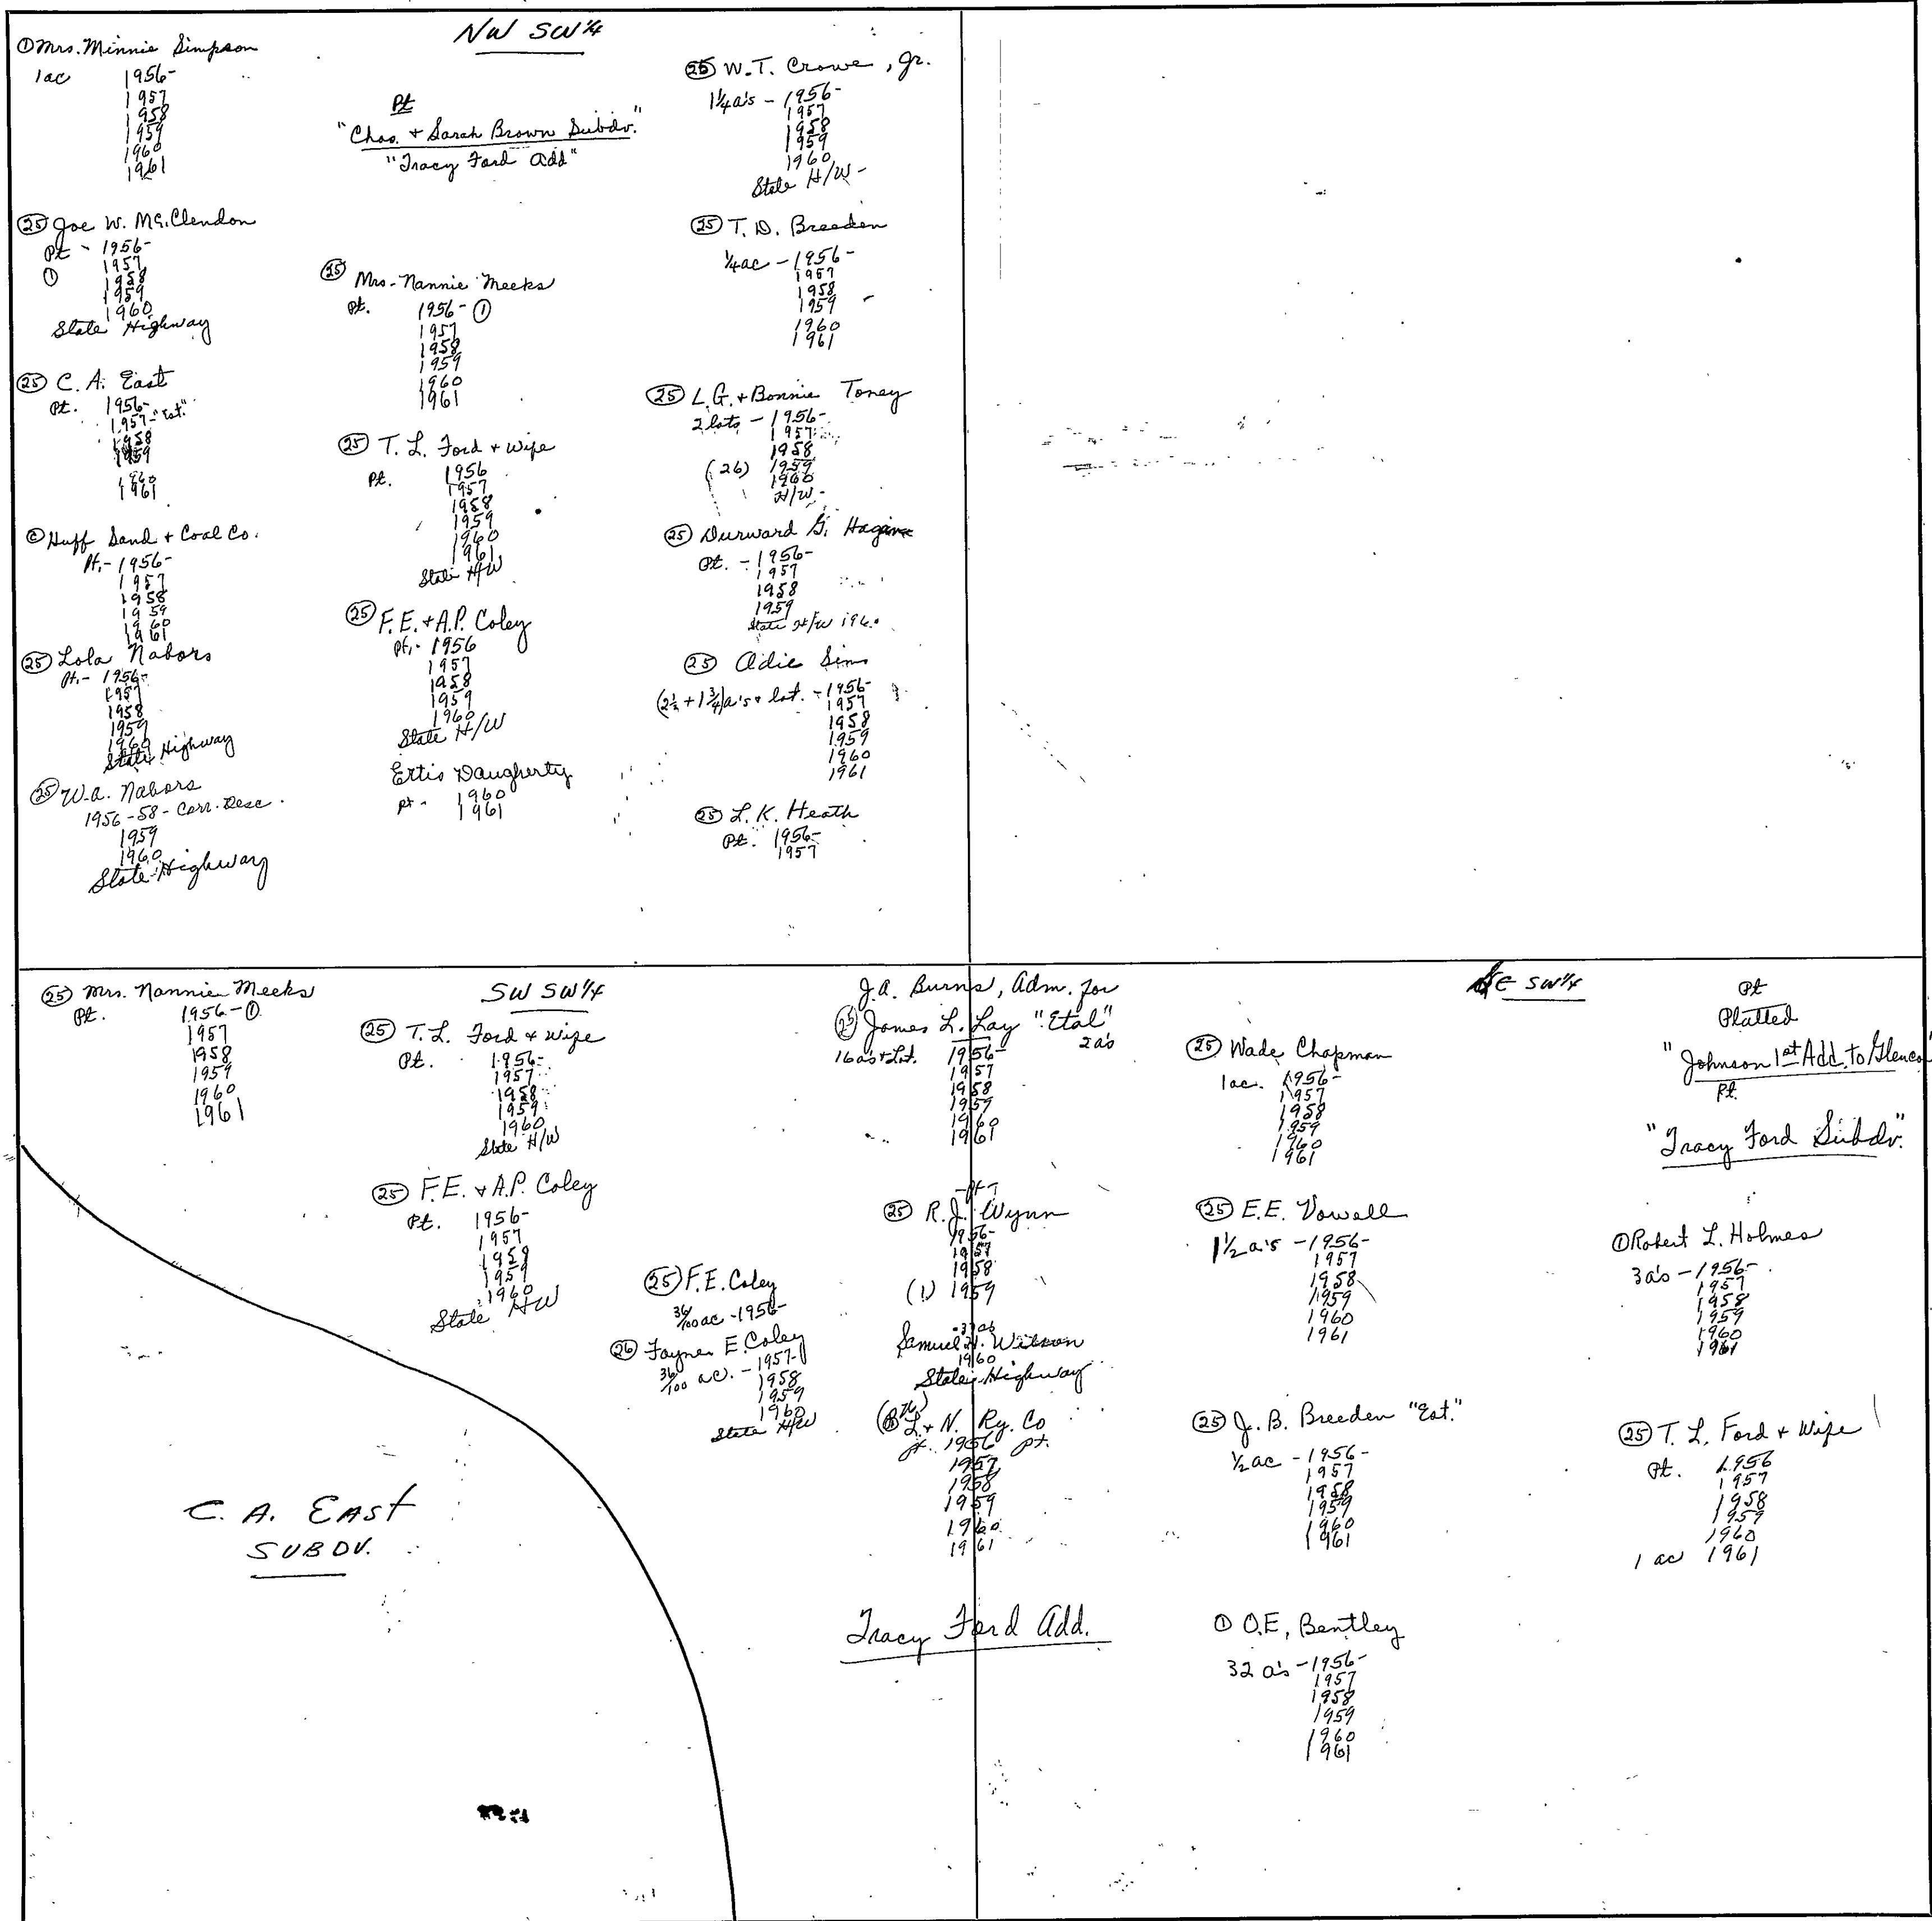 NW SW¼
① Mrs. Minnie Simpson
1ac 1956-
1957
1958
1959
1960
1961
㉕ Joe W. Mc.Clendon
Pt - 1956-
1957
① 1958
1959
1960
State Highway
㉕ C. A. East
Pt. 1956-
1957-"Est."
1958
1959
1960
1961
© Huff Sand + Coal Co.
Pt,- 1956-
1957
1958
1959
1960
1961
㉕ Lola Nabors
Pt,- 1956-
1957
1958
1959
1960
State Highway
㉕ W.A. Nabors
1956-58- Corr. Desc.
1959
1960
State Highway
Pt
"Chas. + Sarah Brown Subdv."
"Tracy Ford Add"
㉕ Mrs. Nannie Meeks
Pt. 1956- ①
1957
1958
1959
1960
1961
㉕ T. L. Ford + Wife
Pt. 1956
1957
1958
1959
1960
1961
State H/W
㉕ F.E. + A.P. Coley
Pt,- 1956
1957
1958
1959
1960
State H/W
Ertis Daugherty
pt - 1960
1961
㉕ W.T. Crowe, Jr.
1¼a's - 1956-
1957
1958
1959
1960
State H/W-
㉕ T. D. Breeden
¼ac - 1956-
1957
1958
1959
1960
1961
㉕ L.G. + Bonnie Toney
2 lots - 1956-
1957
1958
(26) 1959
1960
H/W-
㉕ Durward G.
Pt. - 1956-
1957
1958
1959
State H/W 1960
㉕ Adie Sims
(2½ + 1¾)a's + lot. - 1956-
1957
1958
1959
1960
1961
㉕ L. K. Heath
Pt. 1956-
1957
SW SW¼
㉕ Mrs. Nannie Meeks
Pt. 1956-①
1957
1958
1959
1960
1961
㉕ T. L. Ford + wife
Pt. 1956-
1957
1958
1959
1960
State H/W
㉕ F.E. + A.P. Coley
Pt. 1956-
1957
1958
1959
1960
State HW
㉕ F.E. Coley
36/100 ac - 1956-
㉖ E. Coley
36/100 ac. - 1957-
1958
1959
1960
State H/W
C. A. EAST
SUBDV.
J.A. Burns, Adm. for
㉕ James L. Lay "Etal"
2a's
16a's + Lot. 1956-
1957
1958
1959
1960
1961
-pt-
㉕ R.J. Wynn
1956-
1957
1958
(1) 1959
Samuel H. Wilson
1960
State Highway
L + N. Ry. Co
pt. 1956 pt.
1957
1958
1959
1960
1961
Tracy Ford Add.
SE SW¼
㉕ Wade Chapman
1ac. 1956-
1957
1958
1959
1960
1961
㉕ E.E. Vowell
1½ a's - 1956-
1957
1958
1959
1960
1961
㉕ J. B. Breeden "Est."
½ ac - 1956-
1957
1958
1959
1960
1961
① O.E, Bentley
32 a's - 1956-
1957
1958
1959
1960
1961
Pt
Platted
"Johnson 1st Add. to
Pt.
"Tracy Ford Subdv."
① Robert L. Holmes
3a's - 1956-
1957
1958
1959
1960
1961
㉕ T. L. Ford + Wife
Pt. 1956
1957
1958
1959
1960
1 ac 1961